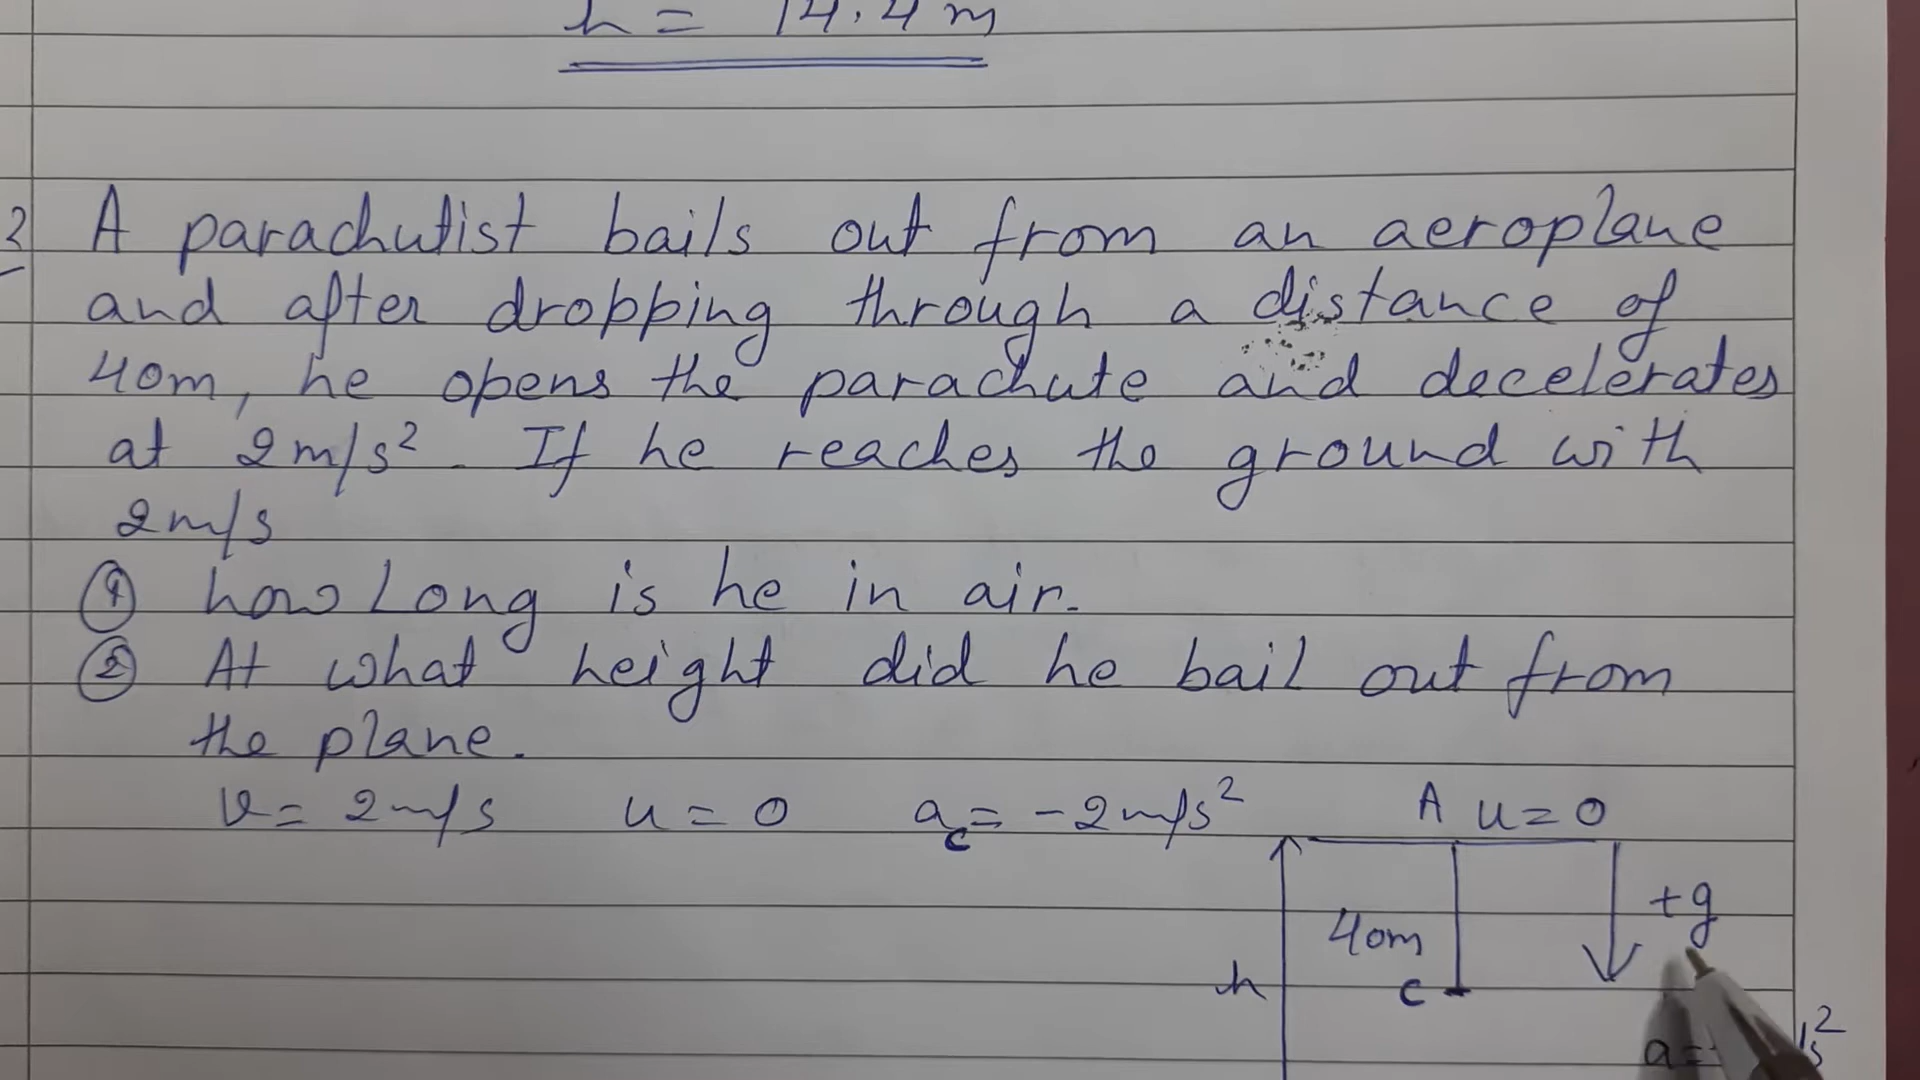 h = 14.4 m
2 A parachutist bails out from an aeroplane
and after dropping through a distance of
40m, he opens the parachute and decelerates
at 2m/s². If he reaches the ground with
2m/s
① how Long is he in air.
② At what height did he bail out from
the plane.
v = 2m/s u = 0 a_c = -2m/s² A u = 0
+g
40m
h c
a =